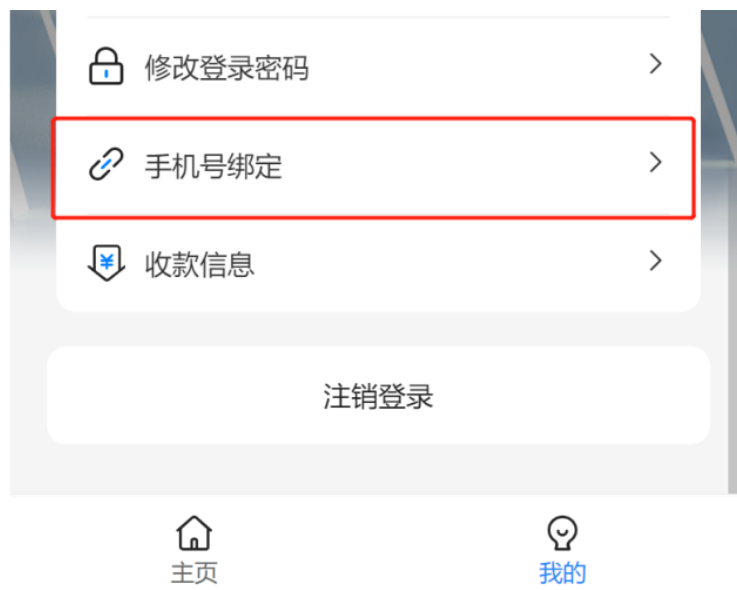 修改登录密码
手机号绑定
¥
收款信息
注销登录
主页
我的